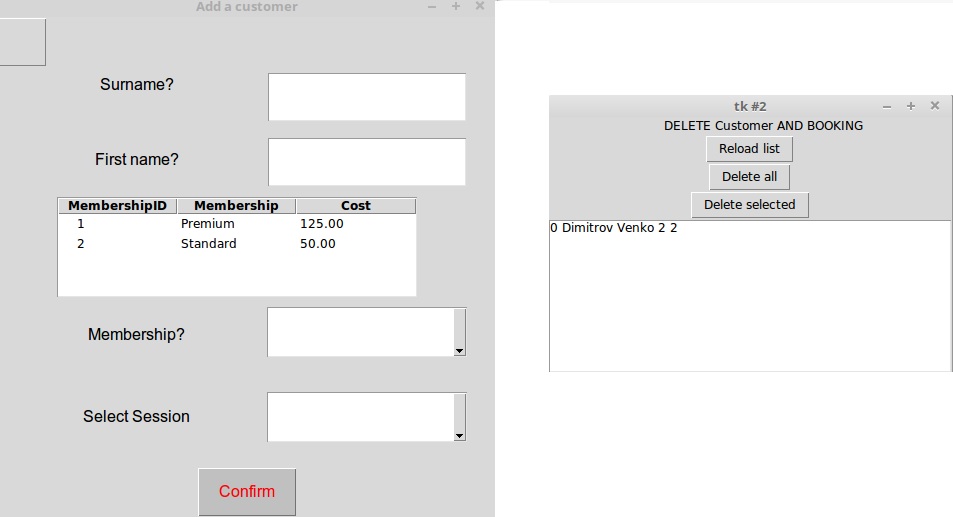 Add a customer
Surname?
First name?
MembershipID Membership Cost
1 Premium 125.00
2 Standard 50.00
Membership?
Select Session
Confirm
tk #2
DELETE Customer AND BOOKING
Reload list
Delete all
Delete selected
0 Dimitrov Venko 2 2